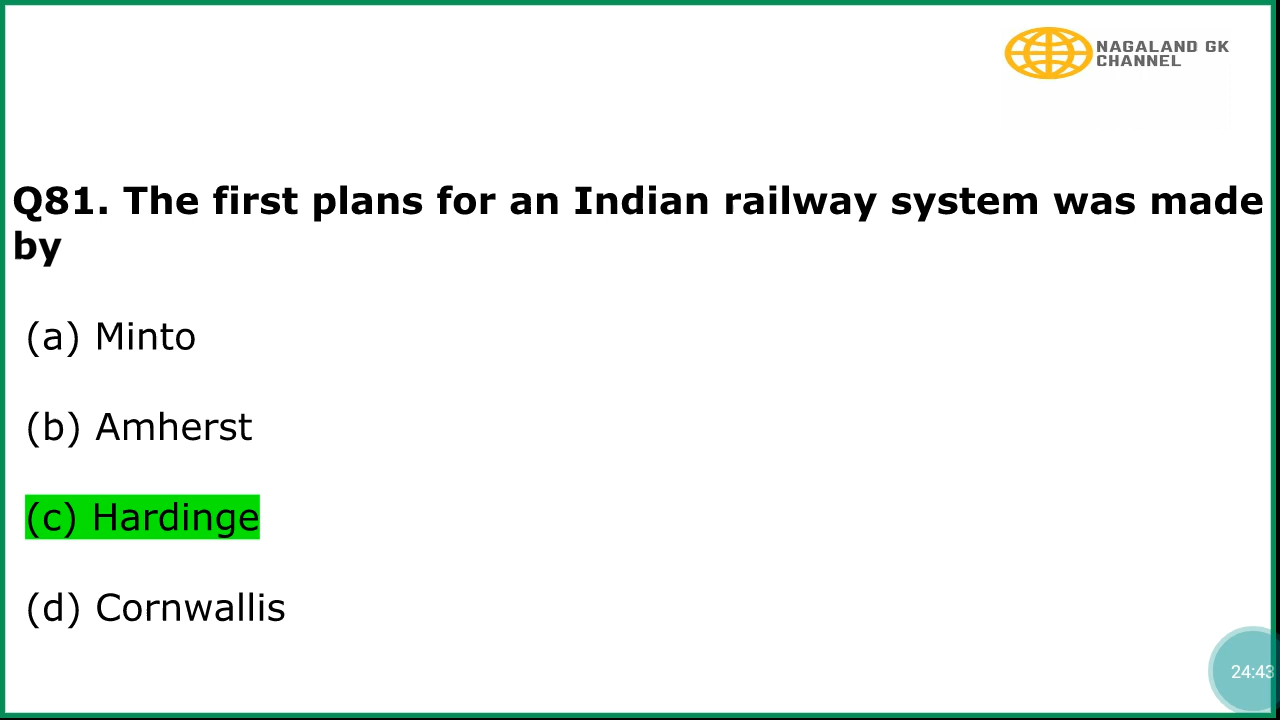 NAGALAND GK
CHANNEL
Q81. The first plans for an Indian railway system was made
by
(a) Minto
(b) Amherst
(c) Hardinge
(d) Cornwallis
24:43